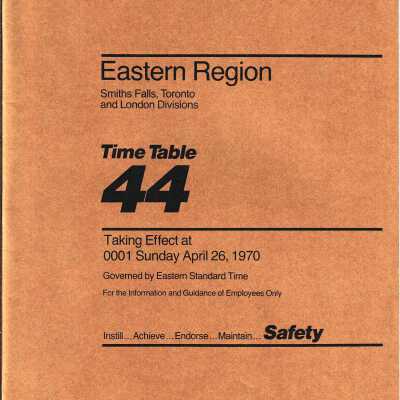 Eastern Region
Smiths Falls, Toronto
and London Divisions
Time Table
44
Taking Effect at
0001 Sunday April 26, 1970
Governed by Eastern Standard Time
For the Information and Guidance of Employees Only
Instill... Achieve ...Endorse...Maintain... Safety